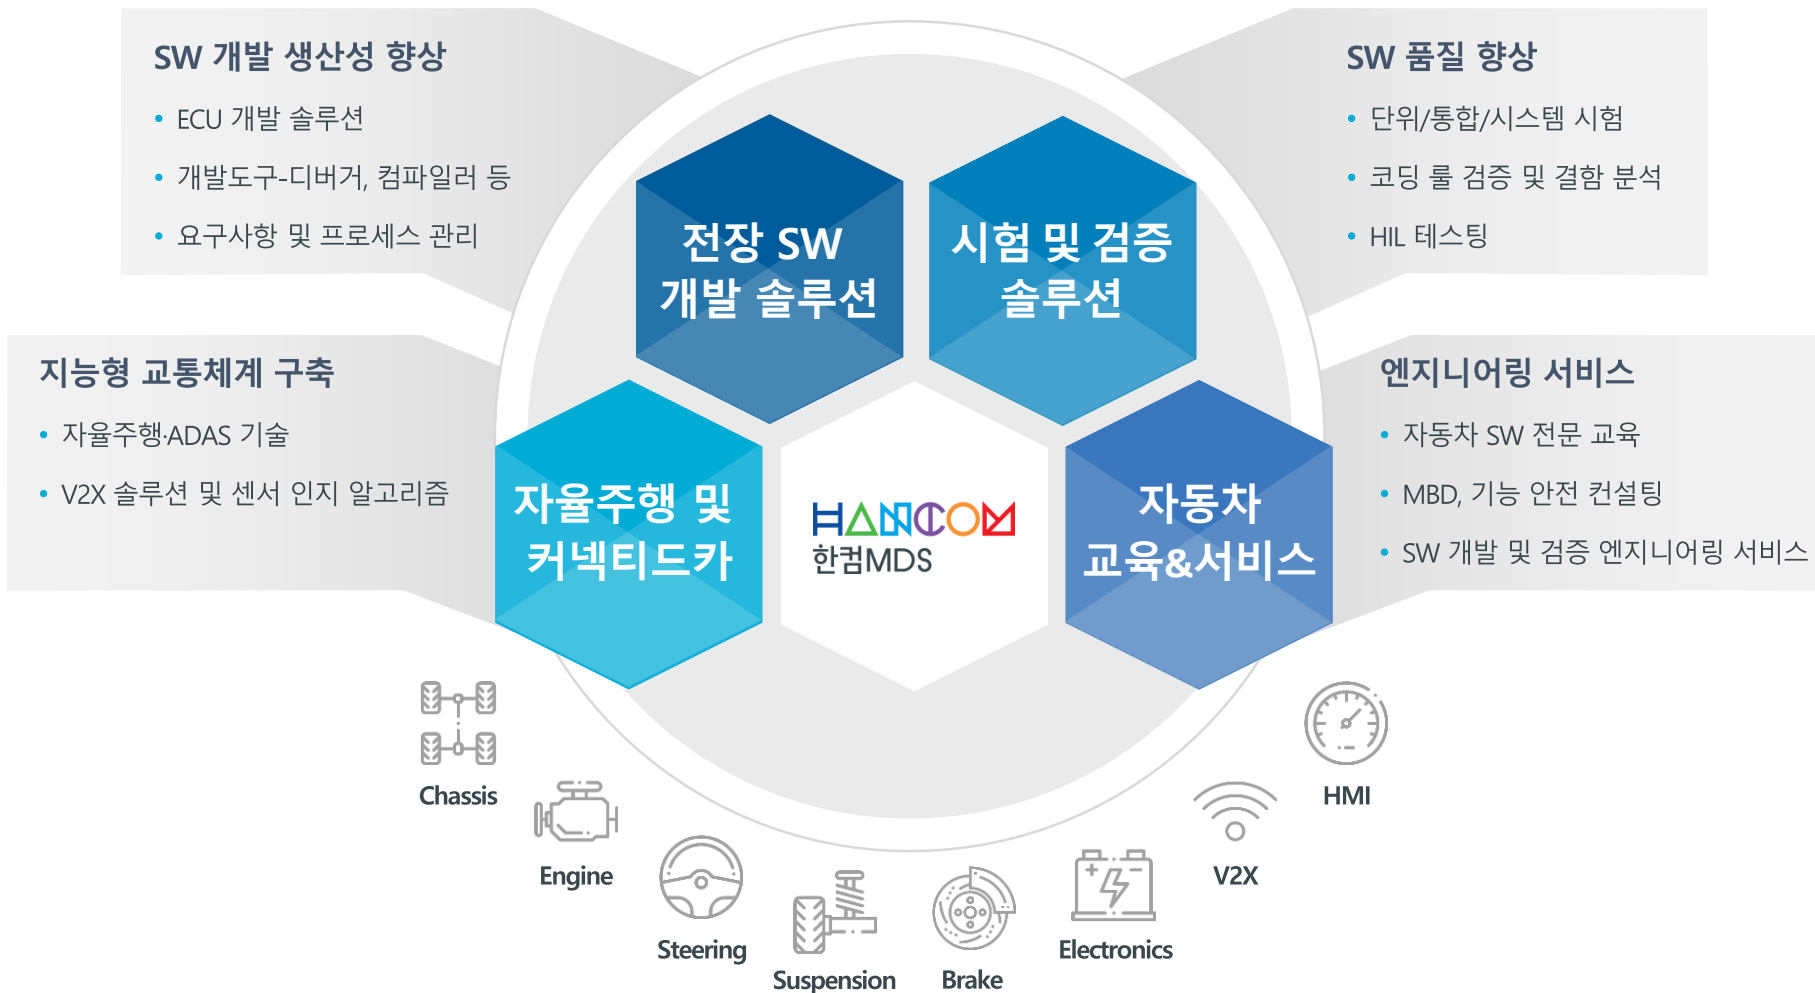 SW 개발 생산성 향상
• ECU 개발 솔루션
• 개발도구-디버거, 컴파일러 등
• 요구사항 및 프로세스 관리
SW 품질 향상
• 단위/통합/시스템 시험
• 코딩 룰 검증 및 결함 분석
• HIL 테스팅
전장 SW
개발 솔루션
시험 및 검증
솔루션
지능형 교통체계 구축
• 자율주행·ADAS 기술
• V2X 솔루션 및 센서 인지 알고리즘
엔지니어링 서비스
• 자동차 SW 전문 교육
• MBD, 기능 안전 컨설팅
• SW 개발 및 검증 엔지니어링 서비스
자율주행 및
커넥티드카
HANCOM
한컴MDS
자동차
교육&서비스
Chassis
Engine
Steering
Suspension
Brake
Electronics
V2X
HMI